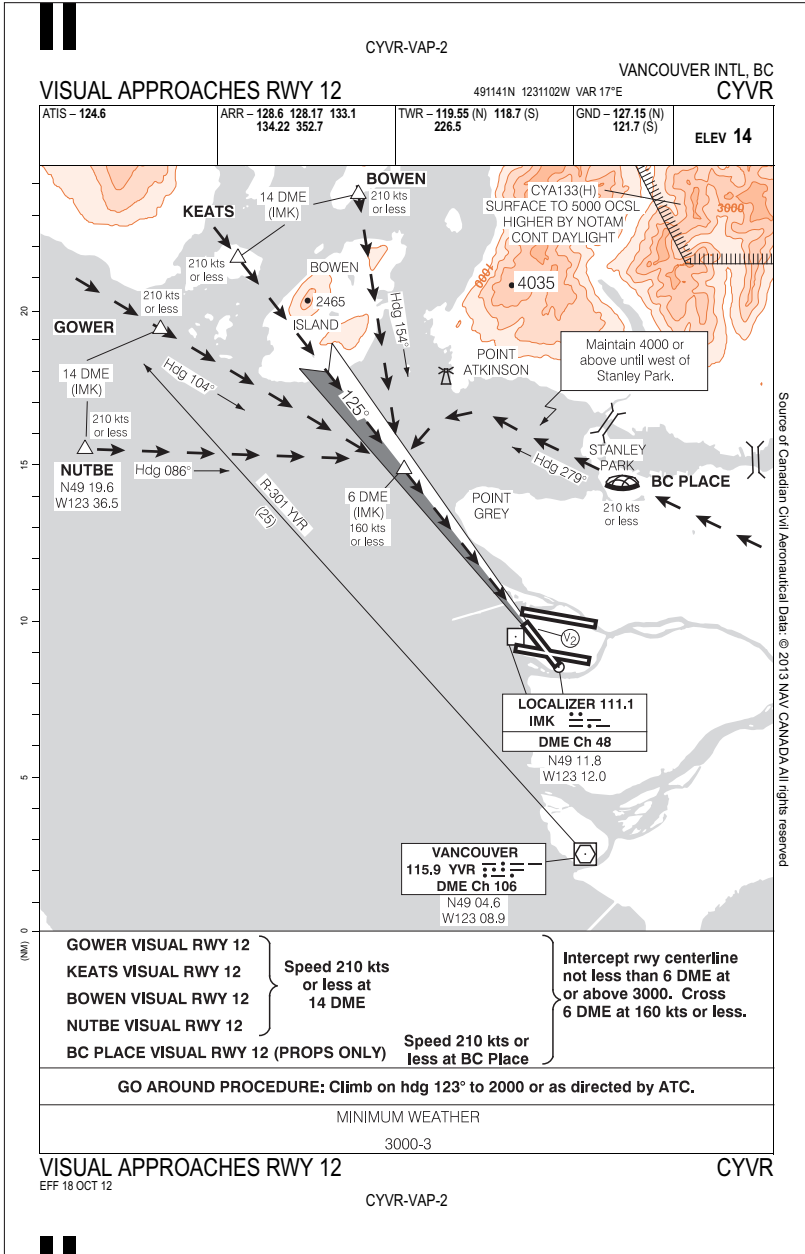 CYVR-VAP-2
VANCOUVER INTL, BC
VISUAL APPROACHES RWY 12
491141N 1231102W VAR 17°E
CYVR
ATIS – 124.6
ARR – 128.6 128.17 133.1
134.22 352.7
TWR – 119.55 (N) 118.7 (S)
226.5
GND – 127.15 (N)
121.7 (S)
ELEV 14
BOWEN
210 kts
or less
14 DME
(IMK)
KEATS
210 kts
or less
CYA133(H)
SURFACE TO 5000 OCSL
HIGHER BY NOTAM
CONT DAYLIGHT
3000
1000
4035
BOWEN
2465
ISLAND
210 kts
or less
GOWER
Hdg 154°
POINT
ATKINSON
Maintain 4000 or
above until west of
Stanley Park.
14 DME
(IMK)
Hdg 104°
125°
210 kts
or less
NUTBE
N49 19.6
W123 36.5
Hdg 086°
R-301 YVR
(25)
6 DME
(IMK)
160 kts
or less
POINT
GREY
Hdg 279°
STANLEY
PARK
BC PLACE
210 kts
or less
V2
LOCALIZER 111.1
IMK
DME Ch 48
N49 11.8
W123 12.0
VANCOUVER
115.9 YVR
DME Ch 106
N49 04.6
W123 08.9
20
15
10
5
0
(NM)
Source of Canadian Civil Aeronautical Data: © 2013 NAV CANADA All rights reserved
GOWER VISUAL RWY 12
KEATS VISUAL RWY 12
BOWEN VISUAL RWY 12
NUTBE VISUAL RWY 12
Speed 210 kts
or less at
14 DME
BC PLACE VISUAL RWY 12 (PROPS ONLY)
Speed 210 kts or
less at BC Place
Intercept rwy centerline
not less than 6 DME at
or above 3000. Cross
6 DME at 160 kts or less.
GO AROUND PROCEDURE: Climb on hdg 123° to 2000 or as directed by ATC.
MINIMUM WEATHER
3000-3
VISUAL APPROACHES RWY 12
CYVR
EFF 18 OCT 12
CYVR-VAP-2